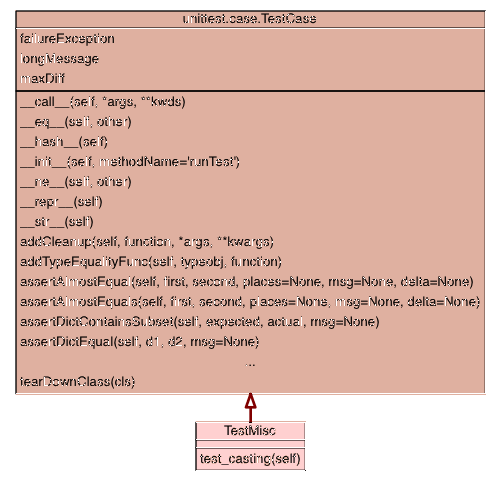 unittest.case.TestCase
failureException
longMessage
maxDiff
__call__(self, *args, **kwds)
__eq__(self, other)
__hash__(self)
__init__(self, methodName='runTest')
__ne__(self, other)
__repr__(self)
__str__(self)
addCleanup(self, function, *args, **kwargs)
addTypeEqualityFunc(self, typeobj, function)
assertAlmostEqual(self, first, second, places=None, msg=None, delta=None)
assertAlmostEquals(self, first, second, places=None, msg=None, delta=None)
assertDictContainsSubset(self, expected, actual, msg=None)
assertDictEqual(self, d1, d2, msg=None)
...
tearDownClass(cls)
TestMisc
test_casting(self)